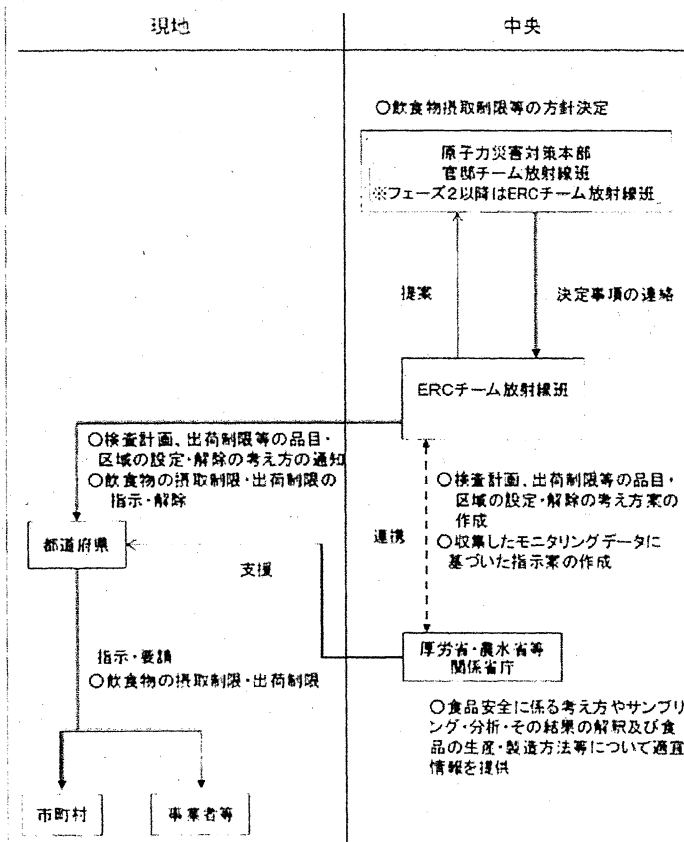 現地
中央
○飲食物摂取制限等の方針決定
原子力災害対策本部
官邸チーム放射線班
※フェーズ2以降はERCチーム放射線班
提案
決定事項の連絡
ERCチーム放射線班
○検査計画、出荷制限等の品目・
区域の設定・解除の考え方の通知
○飲食物の摂取制限・出荷制限の
指示・解除
○検査計画、出荷制限等の品目・
区域の設定・解除の考え方案の
作成
○収集したモニタリングデータに
基づいた指示案の作成
連携
都道府県
支援
厚労省・農水省等
関係省庁
指示・要請
○飲食物の摂取制限・出荷制限
○食品安全に係る考え方やサンプリ
ング・分析・その結果の解釈及び食
品の生産・製造方法等について適宜
情報を提供
市町村
事業者等